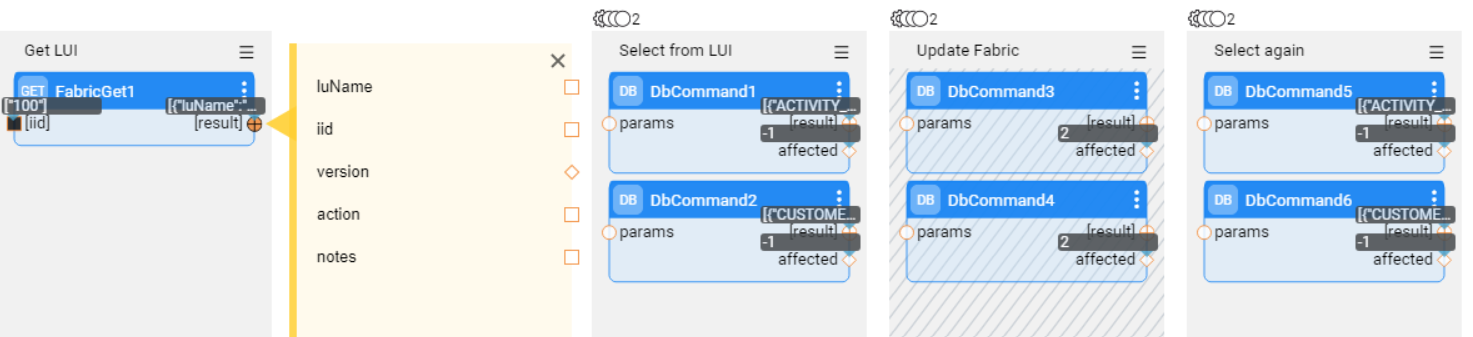 2
2
2
Get LUI
GET FabricGet1
["100"]
[{"luName":"...
[iid]
[result]
luName
iid
version
action
notes
Select from LUI
DB DbCommand1
[{"ACTIVITY_...
params
[result]
-1
affected
DB DbCommand2
[{"CUSTOME...
params
[result]
-1
affected
Update Fabric
DB DbCommand3
params
[result]
2
affected
DB DbCommand4
params
[result]
2
affected
Select again
DB DbCommand5
[{"ACTIVITY_...
params
[result]
-1
affected
DB DbCommand6
[{"CUSTOME...
params
[result]
-1
affected